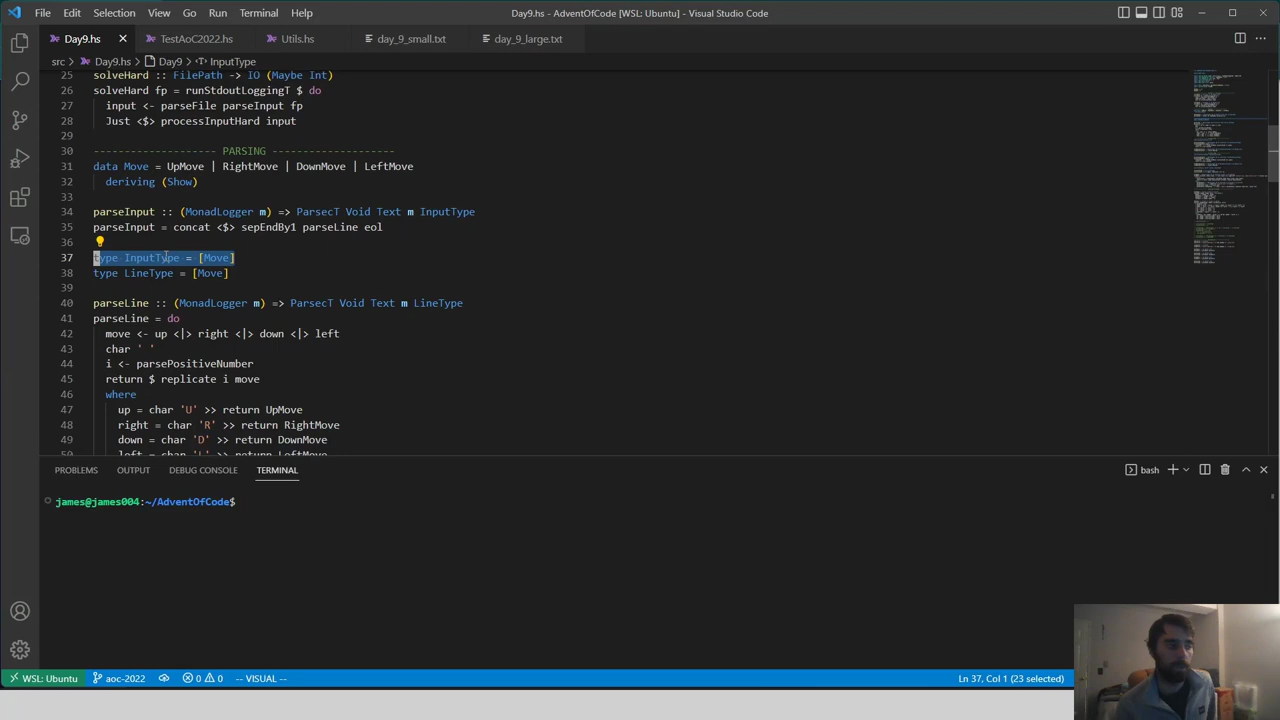 File Edit Selection View Go Run Terminal Help
Day9.hs - AdventOfCode [WSL: Ubuntu] - Visual Studio Code
Day9.hs TestAoC2022.hs Utils.hs day_9_small.txt day_9_large.txt
src > Day9.hs > Day9 > InputType
25 solveHard :: FilePath -> IO (Maybe Int)
26 solveHard fp = runStdoutLoggingT $ do
27 input <- parseFile parseInput fp
28 Just <$> processInputHard input
29
30 -------------------- PARSING --------------------
31 data Move = UpMove | RightMove | DownMove | LeftMove
32 deriving (Show)
33
34 parseInput :: (MonadLogger m) => ParsecT Void Text m InputType
35 parseInput = concat <$> sepEndBy1 parseLine eol
36
37 type InputType = [Move]
38 type LineType = [Move]
39
40 parseLine :: (MonadLogger m) => ParsecT Void Text m LineType
41 parseLine = do
42 move <- up <|> right <|> down <|> left
43 char ' '
44 i <- parsePositiveNumber
45 return $ replicate i move
46 where
47 up = char 'U' >> return UpMove
48 right = char 'R' >> return RightMove
49 down = char 'D' >> return DownMove
50 left = char 'L' >> return LeftMove
PROBLEMS OUTPUT DEBUG CONSOLE TERMINAL
bash
james@james004:~/AdventOfCode$
WSL: Ubuntu aoc-2022 0 0 -- VISUAL -- Ln 37, Col 1 (23 selected)